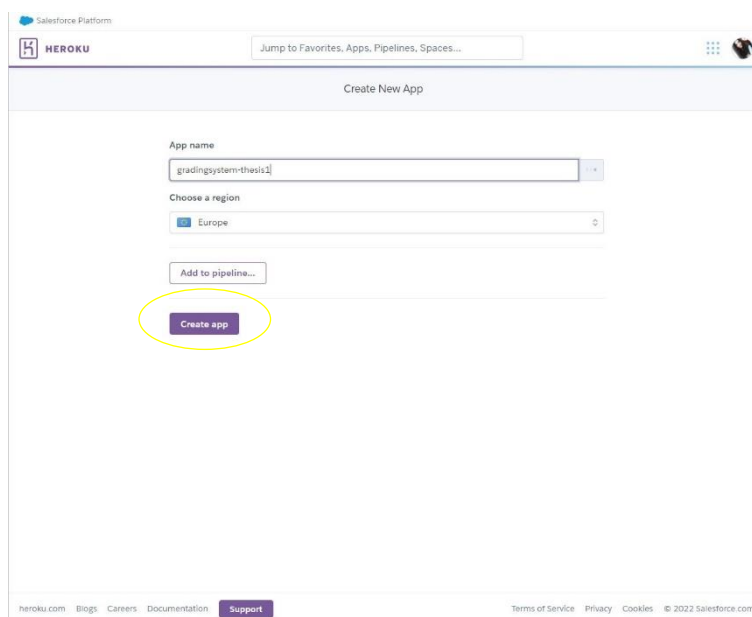 Salesforce Platform
HEROKU
Jump to Favorites, Apps, Pipelines, Spaces...
Create New App
App name
gradingsystem-thesis1
Choose a region
Europe
Add to pipeline...
Create app
heroku.com Blogs Careers Documentation Support Terms of Service Privacy Cookies © 2022 Salesforce.com